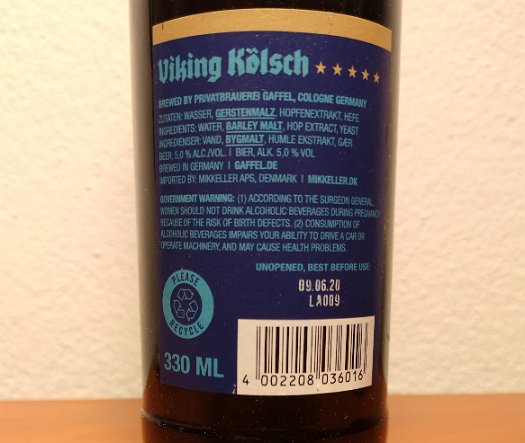 Viking Kölsch ★★★★★
BREWED BY PRIVATBRAUEREI GAFFEL, COLOGNE GERMANY
ZUTATEN: WASSER, GERSTENMALZ, HOPFENEXTRAKT, HEFE
INGREDIENTS: WATER, BARLEY MALT, HOP EXTRACT, YEAST
INGREDIENSER: VAND, BYGMALT, HUMLE EKSTRAKT, GÆR
BEER, 5,0 % ALC./VOL. | BIER, ALK. 5,0 % VOL
BREWED IN GERMANY | GAFFEL.DE
IMPORTED BY: MIKKELLER APS, DENMARK | MIKKELLER.DK
GOVERNMENT WARNING: (1) ACCORDING TO THE SURGEON GENERAL,
WOMEN SHOULD NOT DRINK ALCOHOLIC BEVERAGES DURING PREGNANCY
BECAUSE OF THE RISK OF BIRTH DEFECTS. (2) CONSUMPTION OF
ALCOHOLIC BEVERAGES IMPAIRS YOUR ABILITY TO DRIVE A CAR OR
OPERATE MACHINERY, AND MAY CAUSE HEALTH PROBLEMS.
UNOPENED, BEST BEFORE USE:
09.06.20
LA009
PLEASE
RECYCLE
330 ML
4 002208 036016